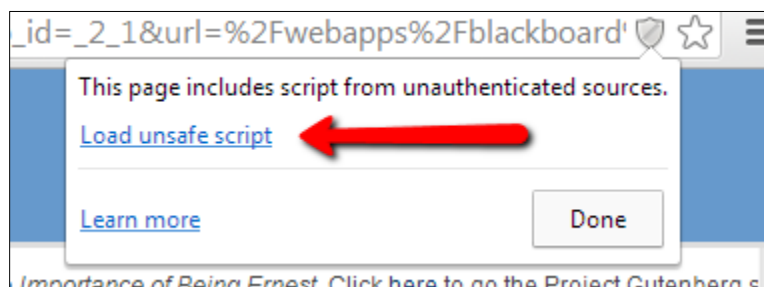 _id=_2_1&url=%2Fwebapps%2Fblackboard
This page includes script from unauthenticated sources.
Load unsafe script
Learn more
Done
Importance of Being Ernest. Click here to go the Project Gutenberg s